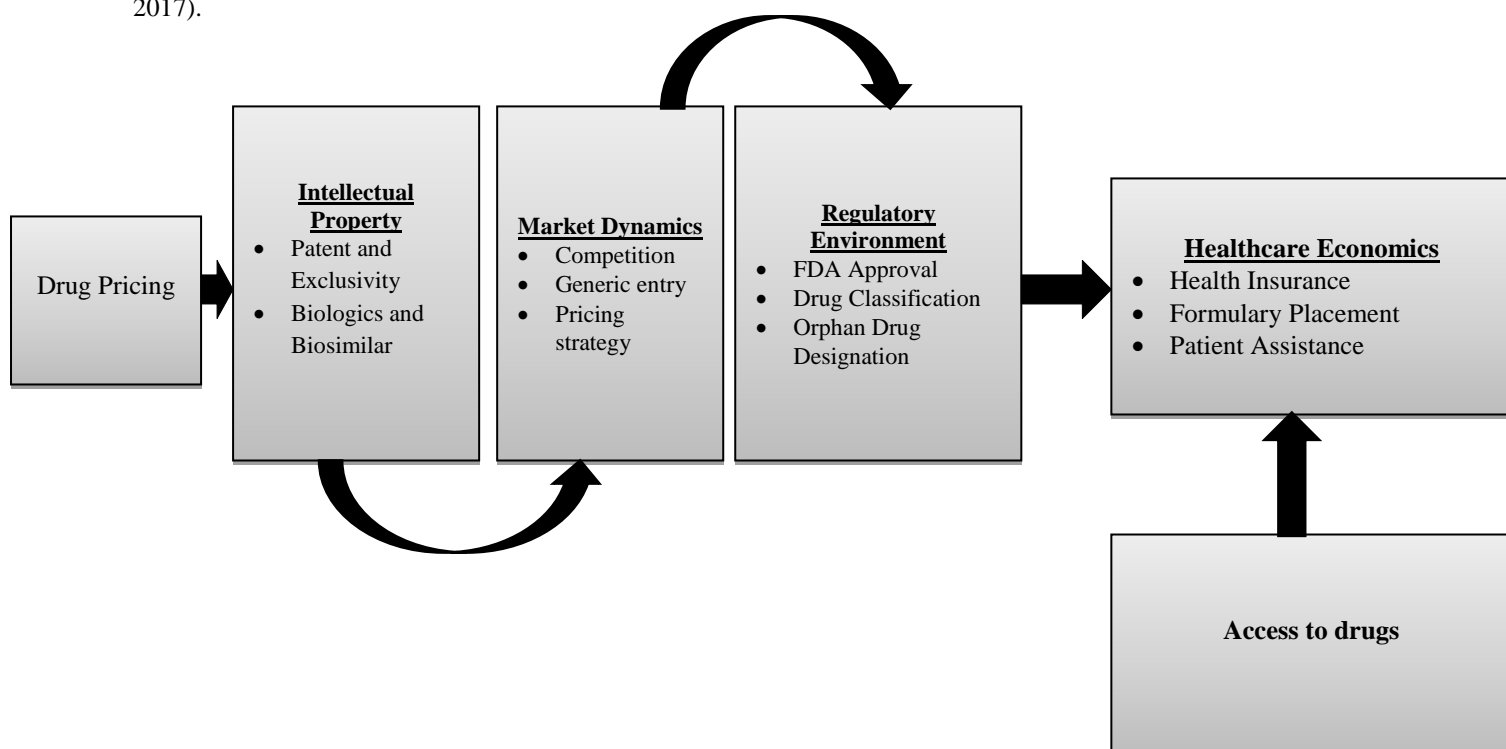 2017).
Drug Pricing
Intellectual
Property
• Patent and
Exclusivity
• Biologics and
Biosimilar
Market Dynamics
• Competition
• Generic entry
• Pricing
strategy
Regulatory
Environment
• FDA Approval
• Drug Classification
• Orphan Drug
Designation
Healthcare Economics
• Health Insurance
• Formulary Placement
• Patient Assistance
Access to drugs